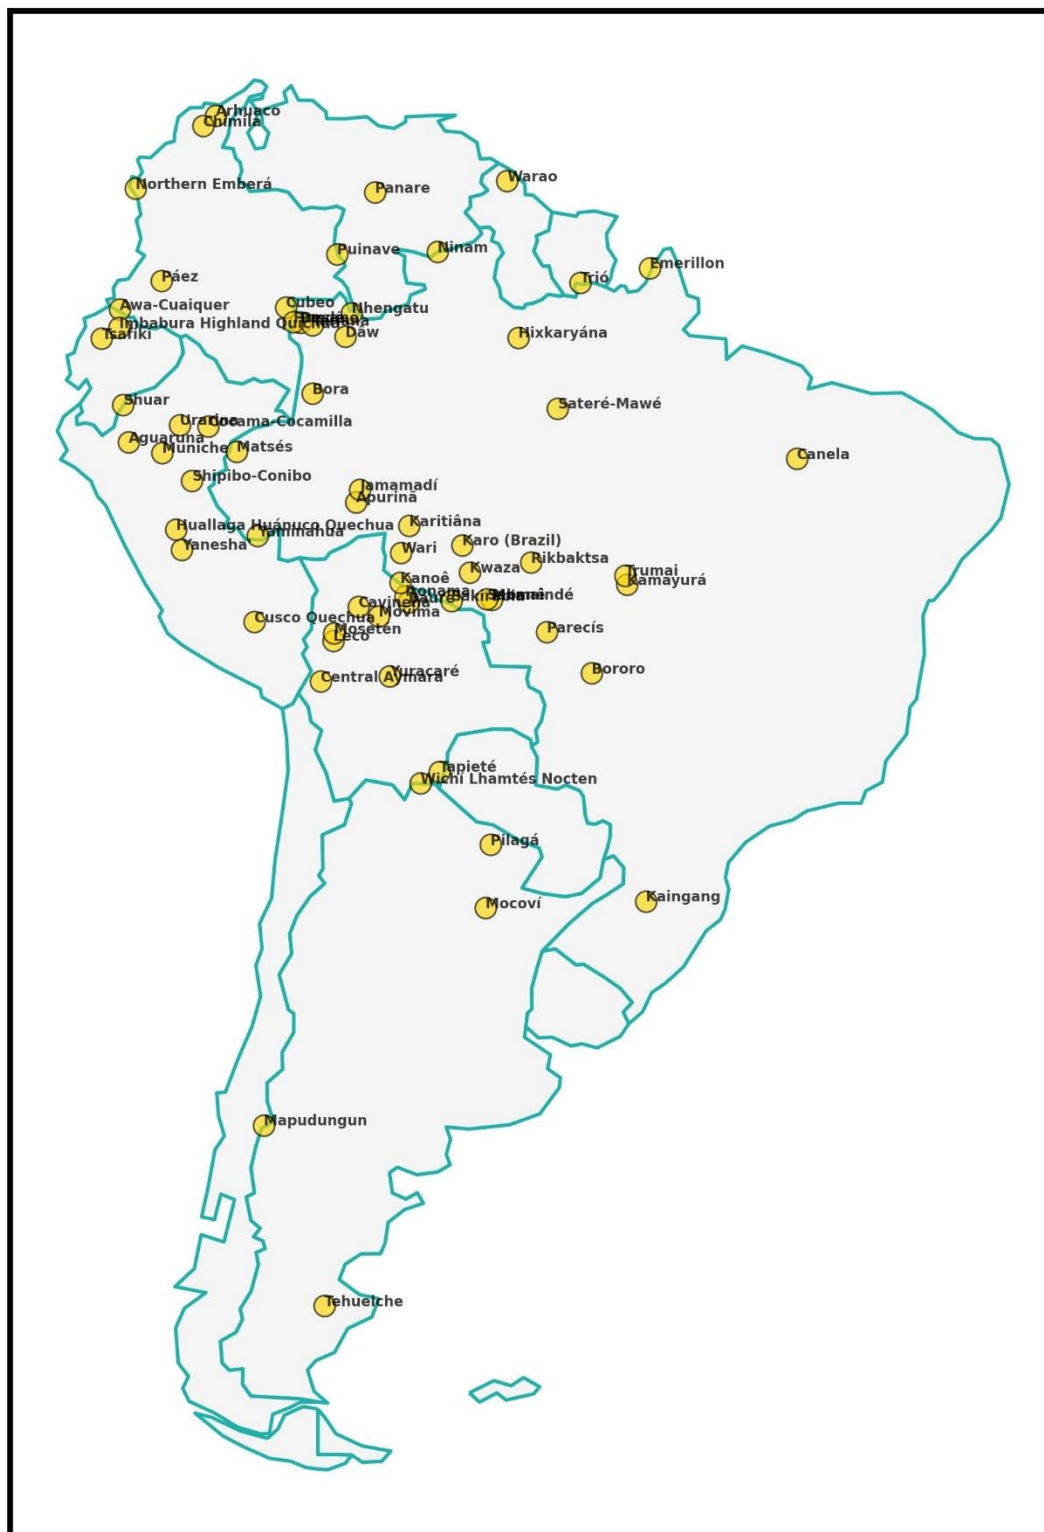 Arhuaco
Chimila
Warao
Northern Emberá
Panare
Ninam
Puinave
Emerillon
Páez
Trió
Cubeo
Awa-Cuaiquer
Nhengatu
Imbabura Highland Quichua
Tsafiki
Dâw
Hixkaryána
Bora
Shuar
Sateré-Mawé
Urarina
Cocama-Cocamilla
Aguaruna
Muniche
Matsés
Canela
Shipibo-Conibo
Jamamadí
Apurinã
Huallaga Huánuco Quechua
Yaminahua
Karitiâna
Karo (Brazil)
Yanesha'
Wari
Rikbaktsa
Kwaza
Trumai
Kamayurá
Kanoê
Cavineña
Movima
Cusco Quechua
Mosetén
Leco
Parecís
Bororo
Yuracaré
Central Aymara
Tapieté
Wichí Lhamtés Nocten
Pilagá
Kaingang
Mocoví
Mapudungun
Tehuelche